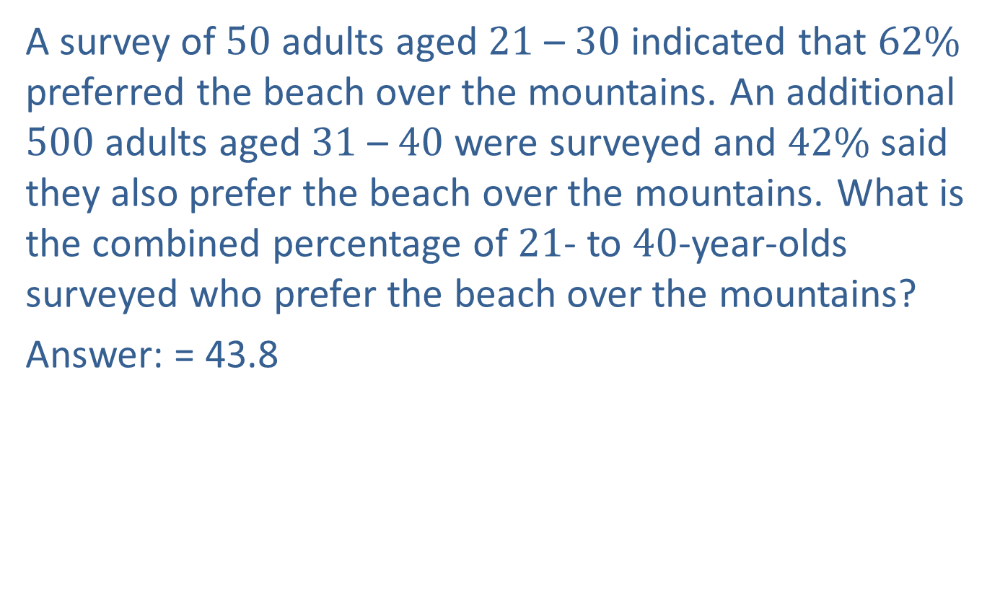 A survey of 50 adults aged 21 – 30 indicated that 62%
preferred the beach over the mountains. An additional
500 adults aged 31 – 40 were surveyed and 42% said
they also prefer the beach over the mountains. What is
the combined percentage of 21- to 40-year-olds
surveyed who prefer the beach over the mountains?
Answer: = 43.8